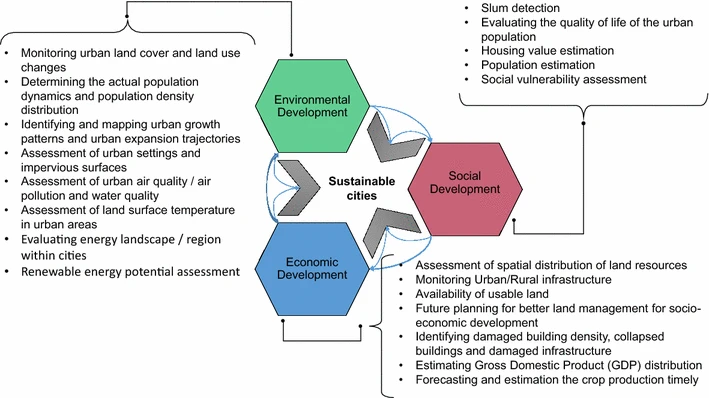 • Monitoring urban land cover and land use
changes
• Determining the actual population
dynamics and population density
distribution
• Identifying and mapping urban growth
patterns and urban expansion trajectories
• Assessment of urban settings and
impervious surfaces
• Assessment of urban air quality / air
pollution and water quality
• Assessment of land surface temperature
in urban areas
• Evaluating energy landscape / region
within cities
• Renewable energy potential assessment
Environmental
Development
Sustainable
cities
Economic
Development
Social
Development
• Slum detection
• Evaluating the quality of life of the urban
population
• Housing value estimation
• Population estimation
• Social vulnerability assessment
• Assessment of spatial distribution of land resources
• Monitoring Urban/Rural infrastructure
• Availability of usable land
• Future planning for better land management for socio-
economic development
• Identifying damaged building density, collapsed
buildings and damaged infrastructure
• Estimating Gross Domestic Product (GDP) distribution
• Forecasting and estimation the crop production timely